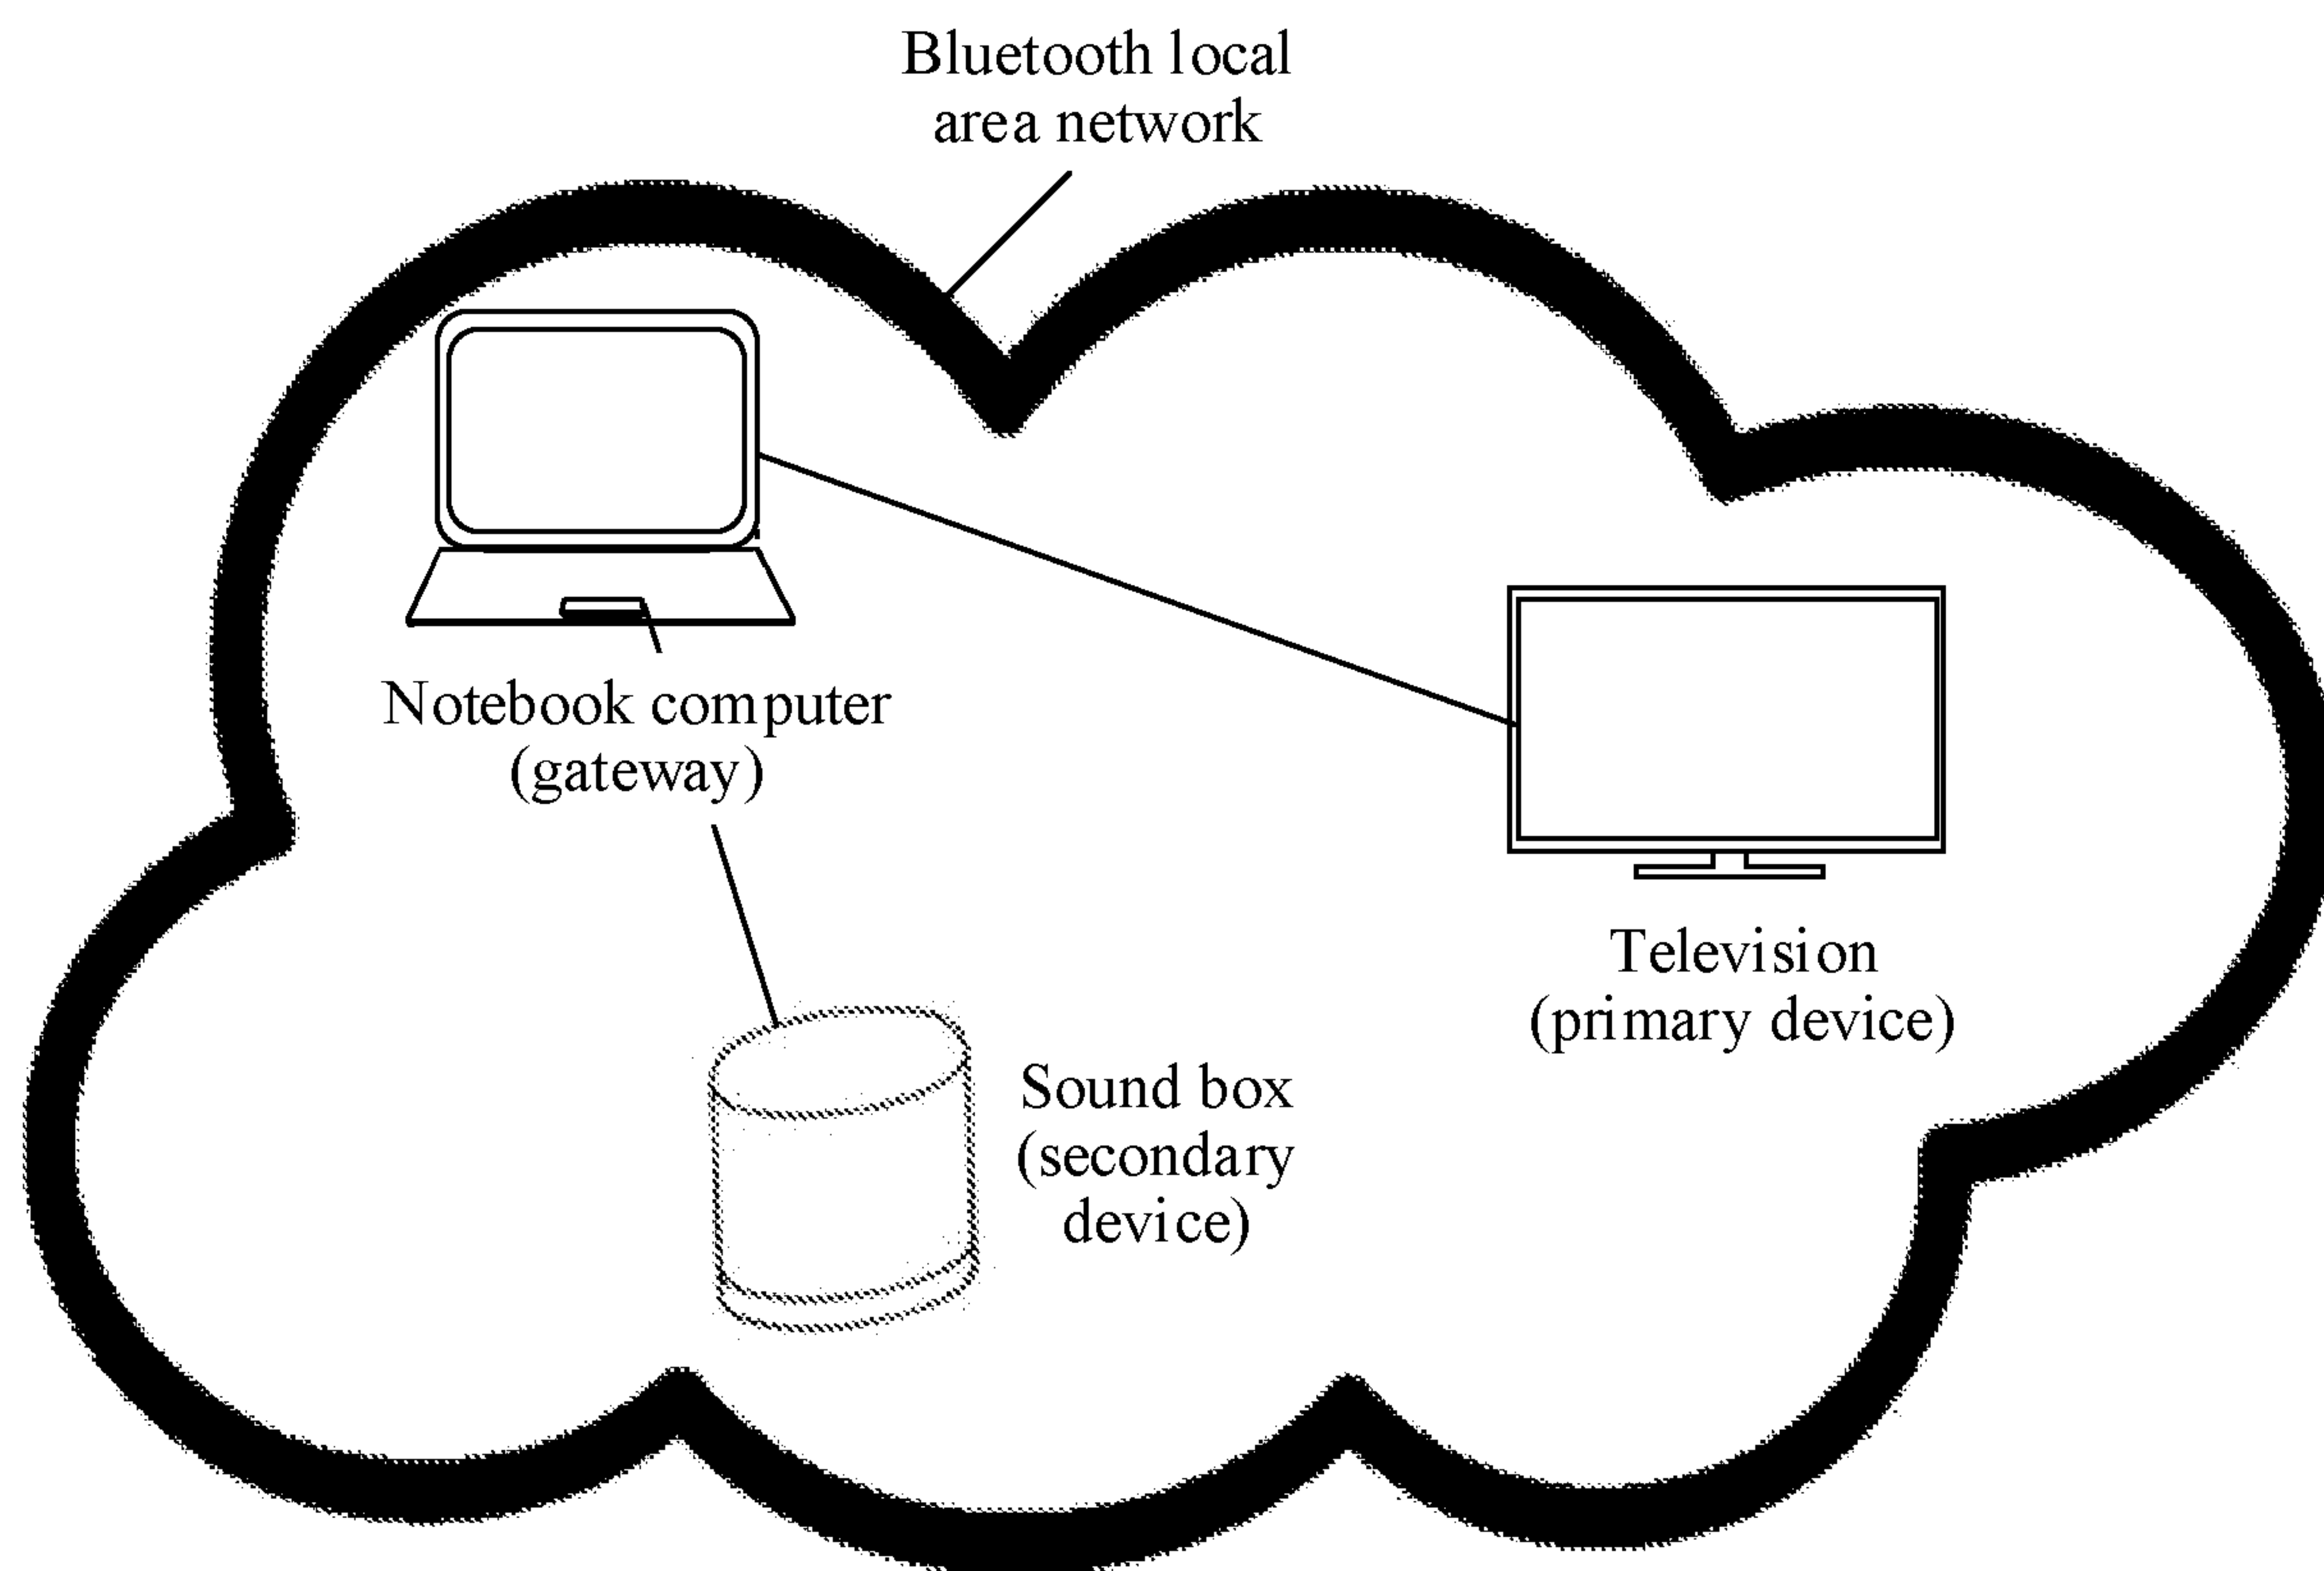 Bluetooth local
area network
Notebook computer
(gateway)
Television
(primary device)
Sound box
(secondary
device)